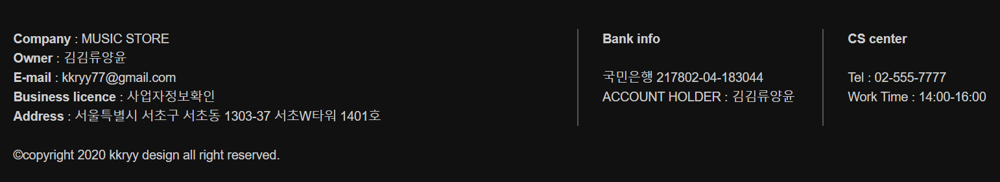 Company : MUSIC STORE
Owner : 김김류양윤
E-mail : kkryy77@gmail.com
Business licence : 사업자정보확인
Address : 서울특별시 서초구 서초동 1303-37 서초W타워 1401호
©copyright 2020 kkryy design all right reserved.
Bank info
국민은행 217802-04-183044
ACCOUNT HOLDER : 김김류양윤
CS center
Tel : 02-555-7777
Work Time : 14:00-16:00